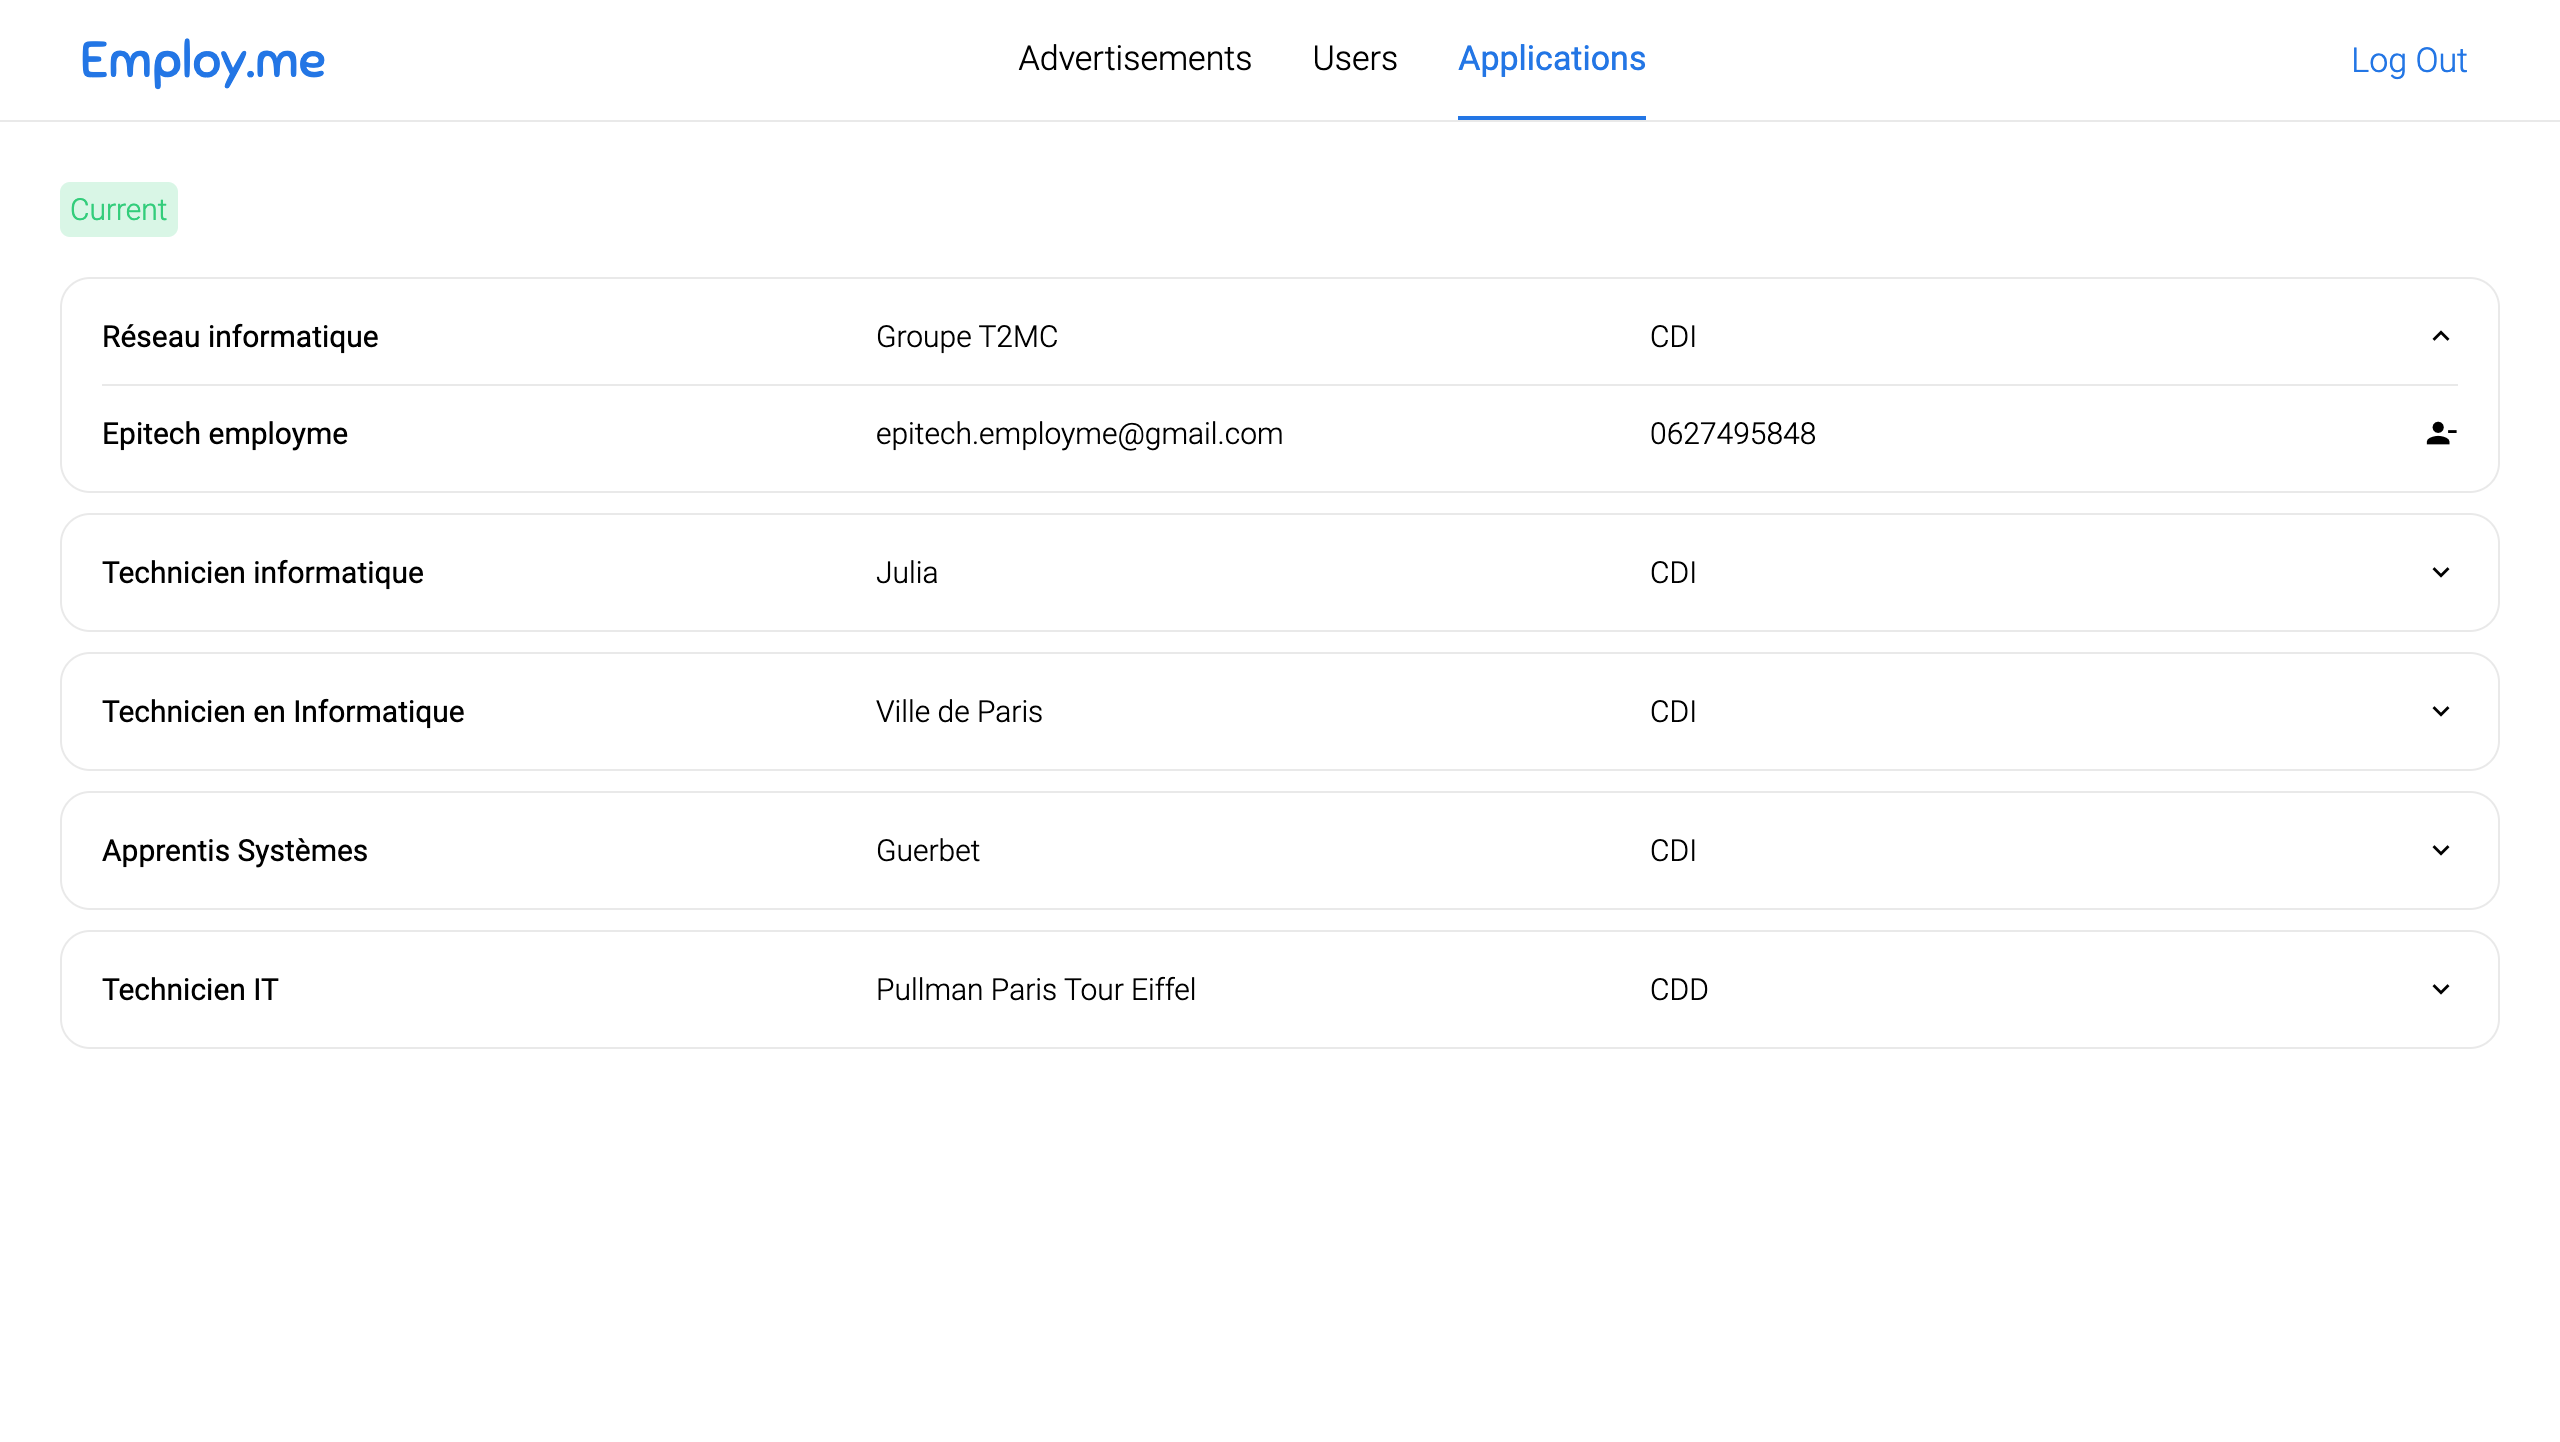 Employ.me
Advertisements Users Applications
Log Out
Current
Réseau informatique Groupe T2MC CDI
Epitech employme epitech.employme@gmail.com 0627495848
Technicien informatique Julia CDI
Technicien en Informatique Ville de Paris CDI
Apprentis Systèmes Guerbet CDI
Technicien IT Pullman Paris Tour Eiffel CDD